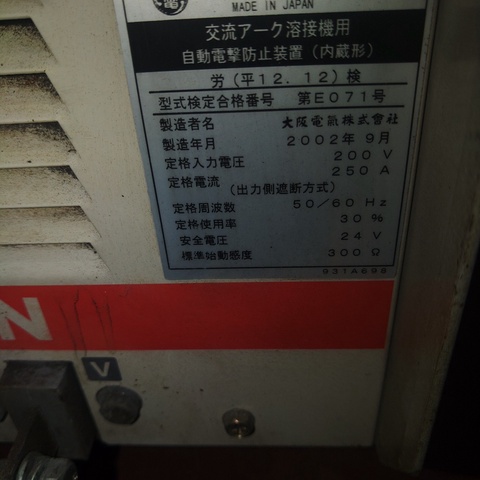 MADE IN JAPAN
交流アーク溶接機用
自動電撃防止装置（内蔵形）
労（平12．12）検
型式検定合格番号 第E071号
製造者名 大阪電氣株式會社
製造年月 2002年 9月
定格入力電圧 200 V
定格電流 250 A
（出力側遮断方式）
定格周波数 50／60 Hz
定格使用率 30 %
安全電圧 24 V
標準始動感度 300 Ω
931A696
N
V